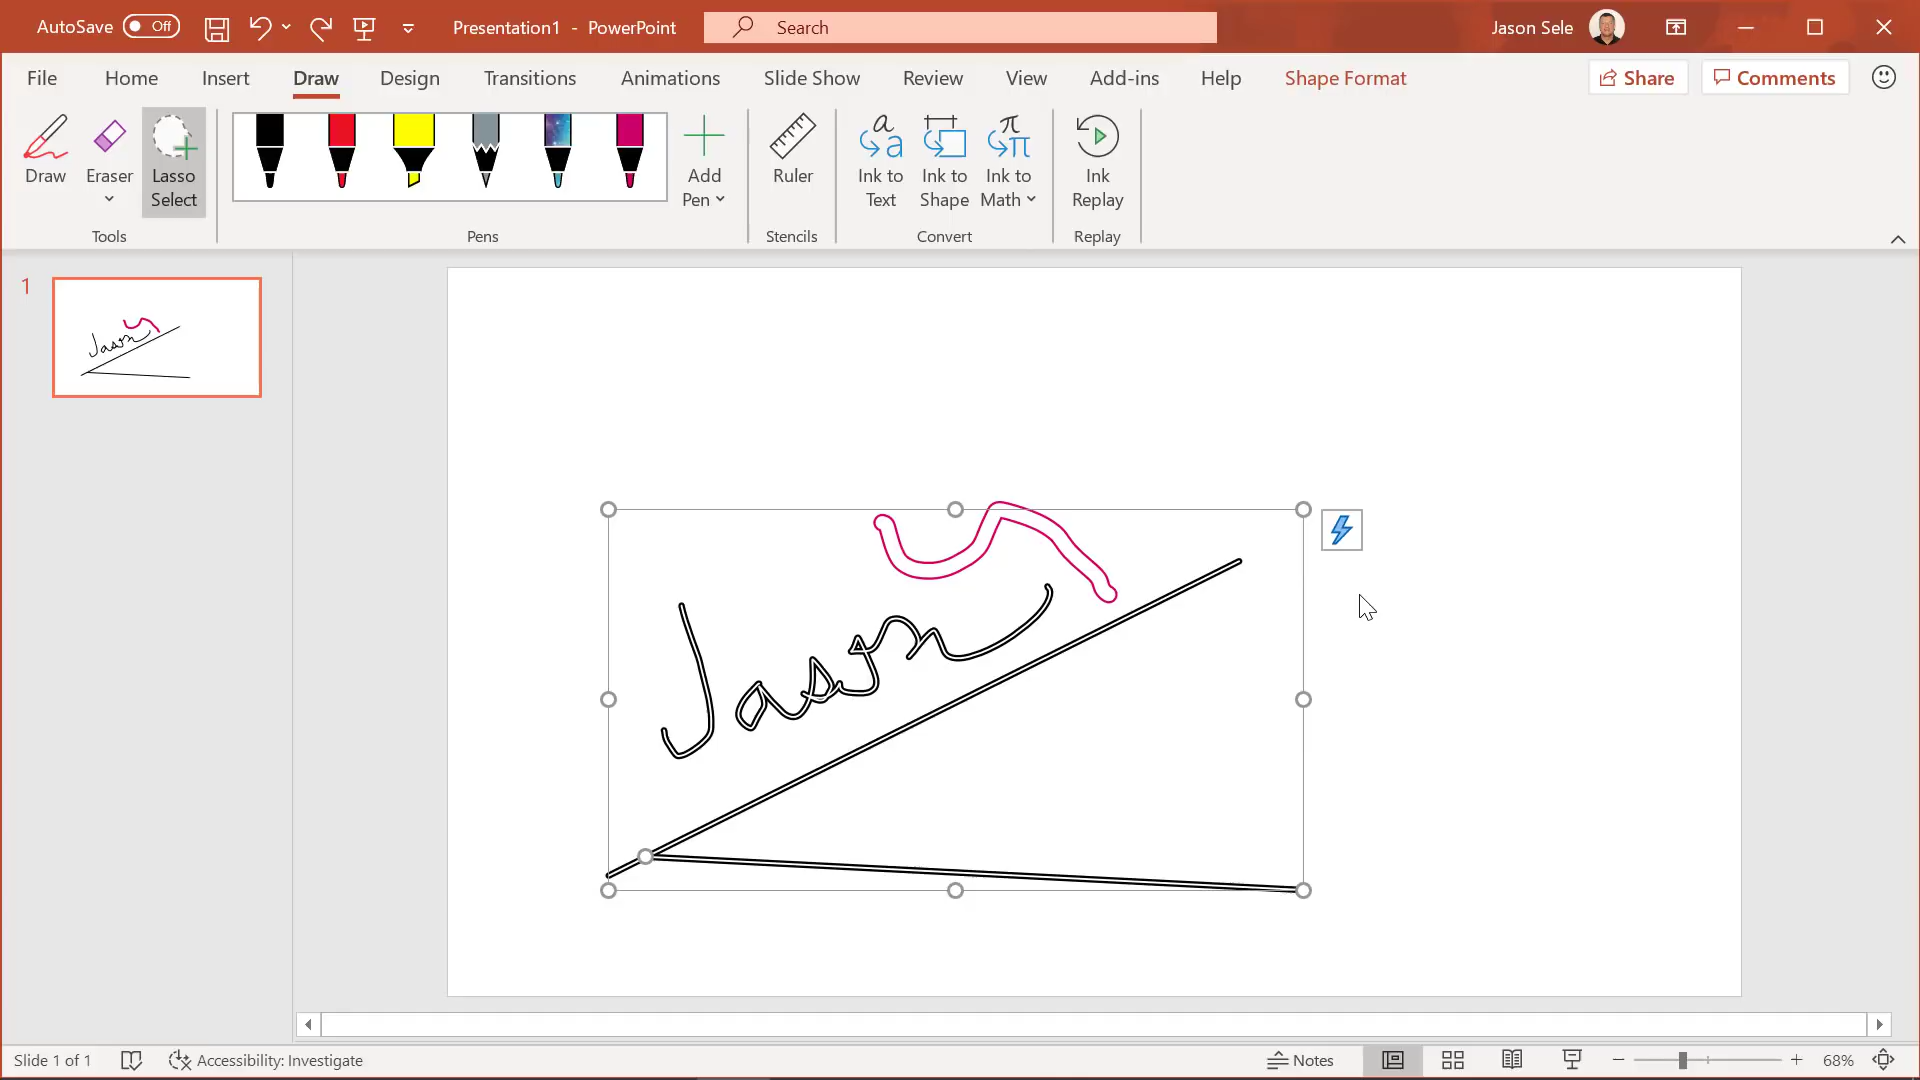 AutoSave Off Presentation1 - PowerPoint Search Jason Sele
File Home Insert Draw Design Transitions Animations Slide Show Review View Add-ins Help Shape Format Share Comments
Draw Eraser Lasso Select Add Pen Ruler Ink to Text Ink to Shape Ink to Math Ink Replay
Tools Pens Stencils Convert Replay
1
Jason
Jason
Slide 1 of 1 Accessibility: Investigate Notes 68%